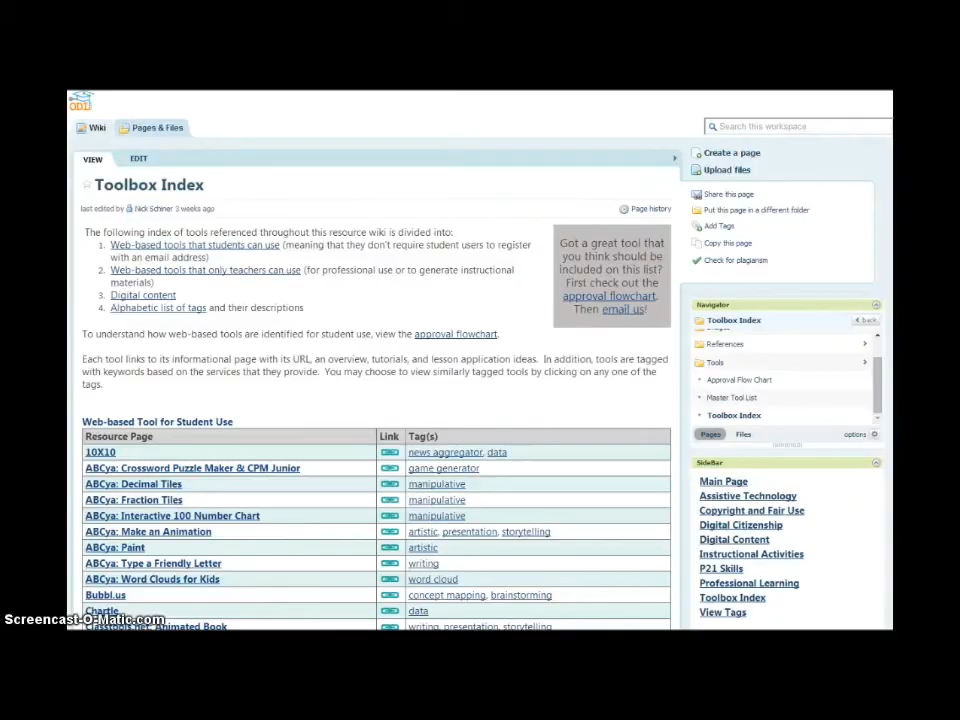 ODIE
Wiki
Pages & Files
Search this workspace
VIEW
EDIT
Toolbox Index
last edited by Nick Schiner 3 weeks ago
Page history
The following index of tools referenced throughout this resource wiki is divided into:
1. Web-based tools that students can use (meaning that they don't require student users to register
with an email address)
2. Web-based tools that only teachers can use (for professional use or to generate instructional
materials)
3. Digital content
4. Alphabetic list of tags and their descriptions
Got a great tool that
you think should be
included on this list?
First check out the
approval flowchart.
Then email us!
To understand how web-based tools are identified for student use, view the approval flowchart.
Each tool links to its informational page with its URL, an overview, tutorials, and lesson application ideas. In addition, tools are tagged
with keywords based on the services that they provide. You may choose to view similarly tagged tools by clicking on any one of the
tags.
Web-based Tool for Student Use
Resource Page Link Tag(s)
10X10 news aggregator, data
ABCya: Crossword Puzzle Maker & CPM Junior game generator
ABCya: Decimal Tiles manipulative
ABCya: Fraction Tiles manipulative
ABCya: Interactive 100 Number Chart manipulative
ABCya: Make an Animation artistic, presentation, storytelling
ABCya: Paint artistic
ABCya: Type a Friendly Letter writing
ABCya: Word Clouds for Kids word cloud
Bubbl.us concept mapping, brainstorming
Chartle data
Classtools.net: Animated Book writing, presentation, storytelling
Create a page
Upload files
Share this page
Put this page in a different folder
Add Tags
Copy this page
Check for plagiarism
Navigator
Toolbox Index
back
References
Tools
Approval Flow Chart
Master Tool List
Toolbox Index
Pages Files options
SideBar
Main Page
Assistive Technology
Copyright and Fair Use
Digital Citizenship
Digital Content
Instructional Activities
P21 Skills
Professional Learning
Toolbox Index
View Tags
Screencast-O-Matic.com